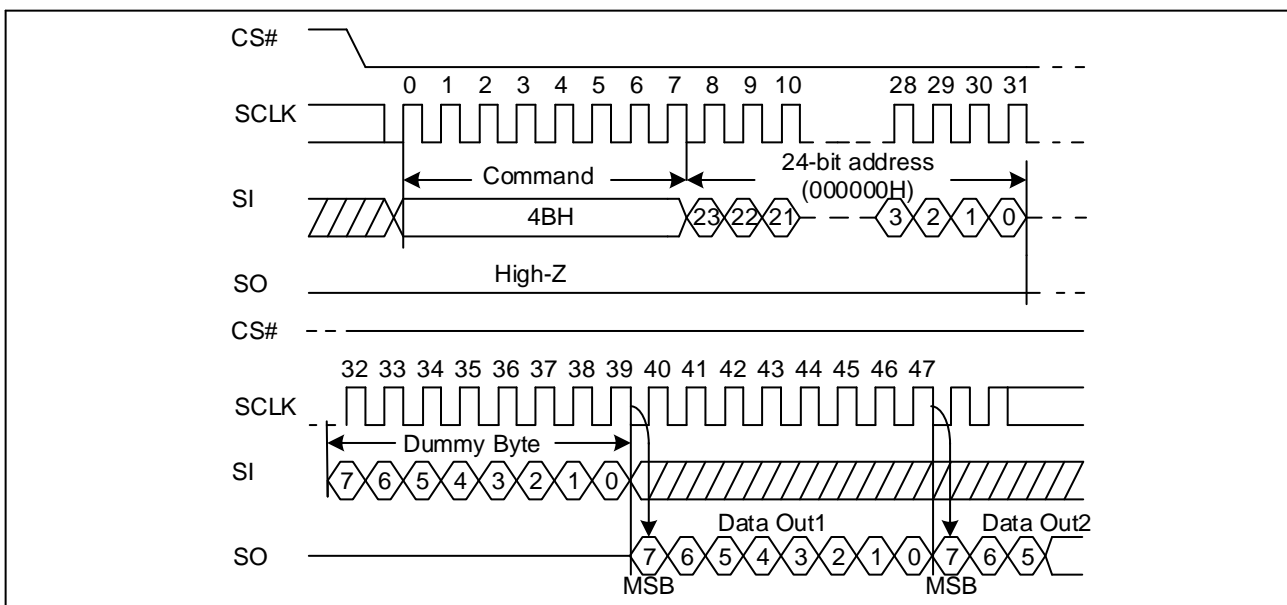 CS#
0 1 2 3 4 5 6 7 8 9 10 28 29 30 31
SCLK
Command
24-bit address
(000000H)
SI
4BH
23 22 21 3 2 1 0
High-Z
SO
CS#
32 33 34 35 36 37 38 39 40 41 42 43 44 45 46 47
SCLK
Dummy Byte
SI
7 6 5 4 3 2 1 0
Data Out1 Data Out2
SO
7 6 5 4 3 2 1 0 7 6 5
MSB MSB